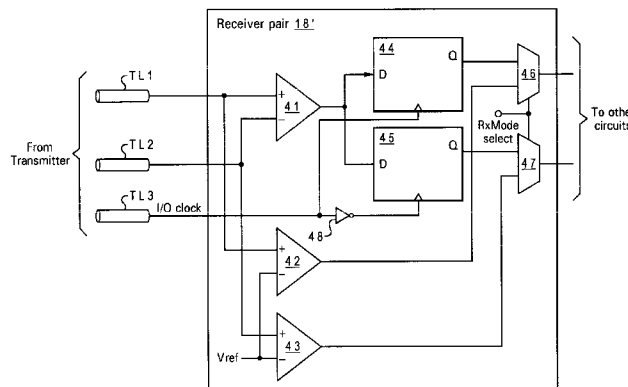 Receiver pair 18'
TL1
TL2
TL3
From
Transmitter
I/O clock
+
−
41
44
D
Q
45
D
Q
48
+
−
42
+
−
43
Vref
46
RxMode
select
47
To other
circuits